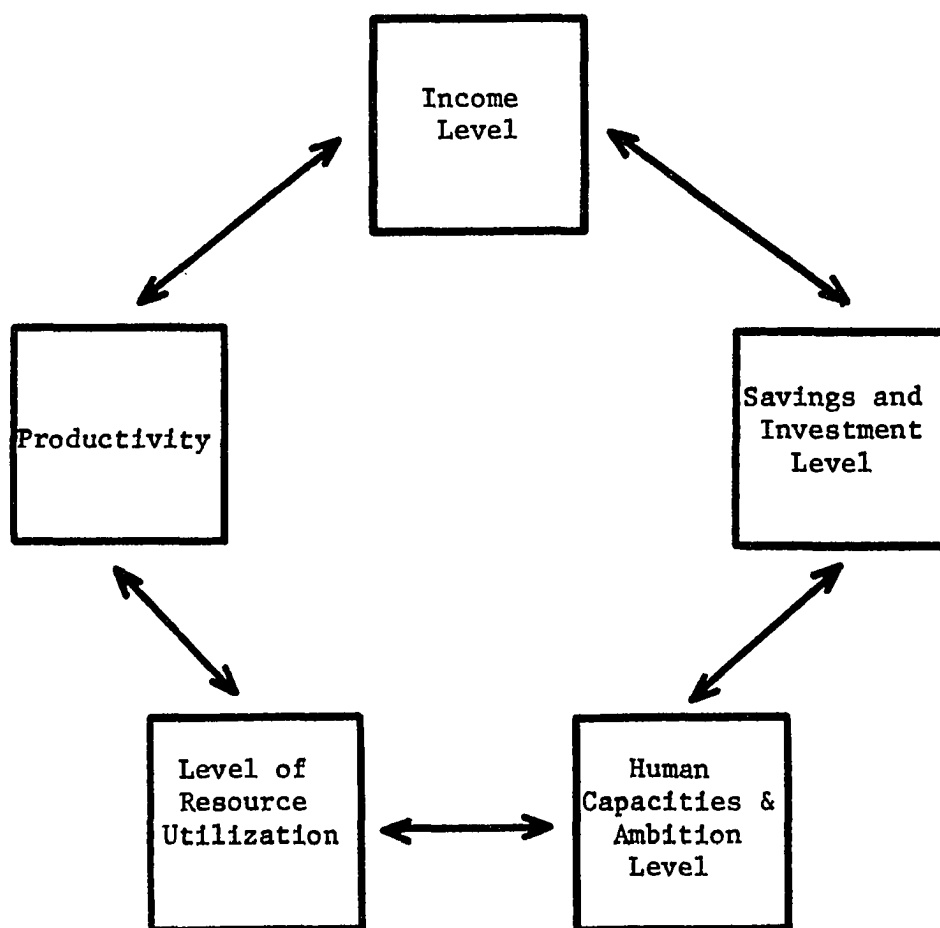 Income
Level
Productivity
Savings and
Investment
Level
Level of
Resource
Utilization
Human
Capacities &
Ambition
Level